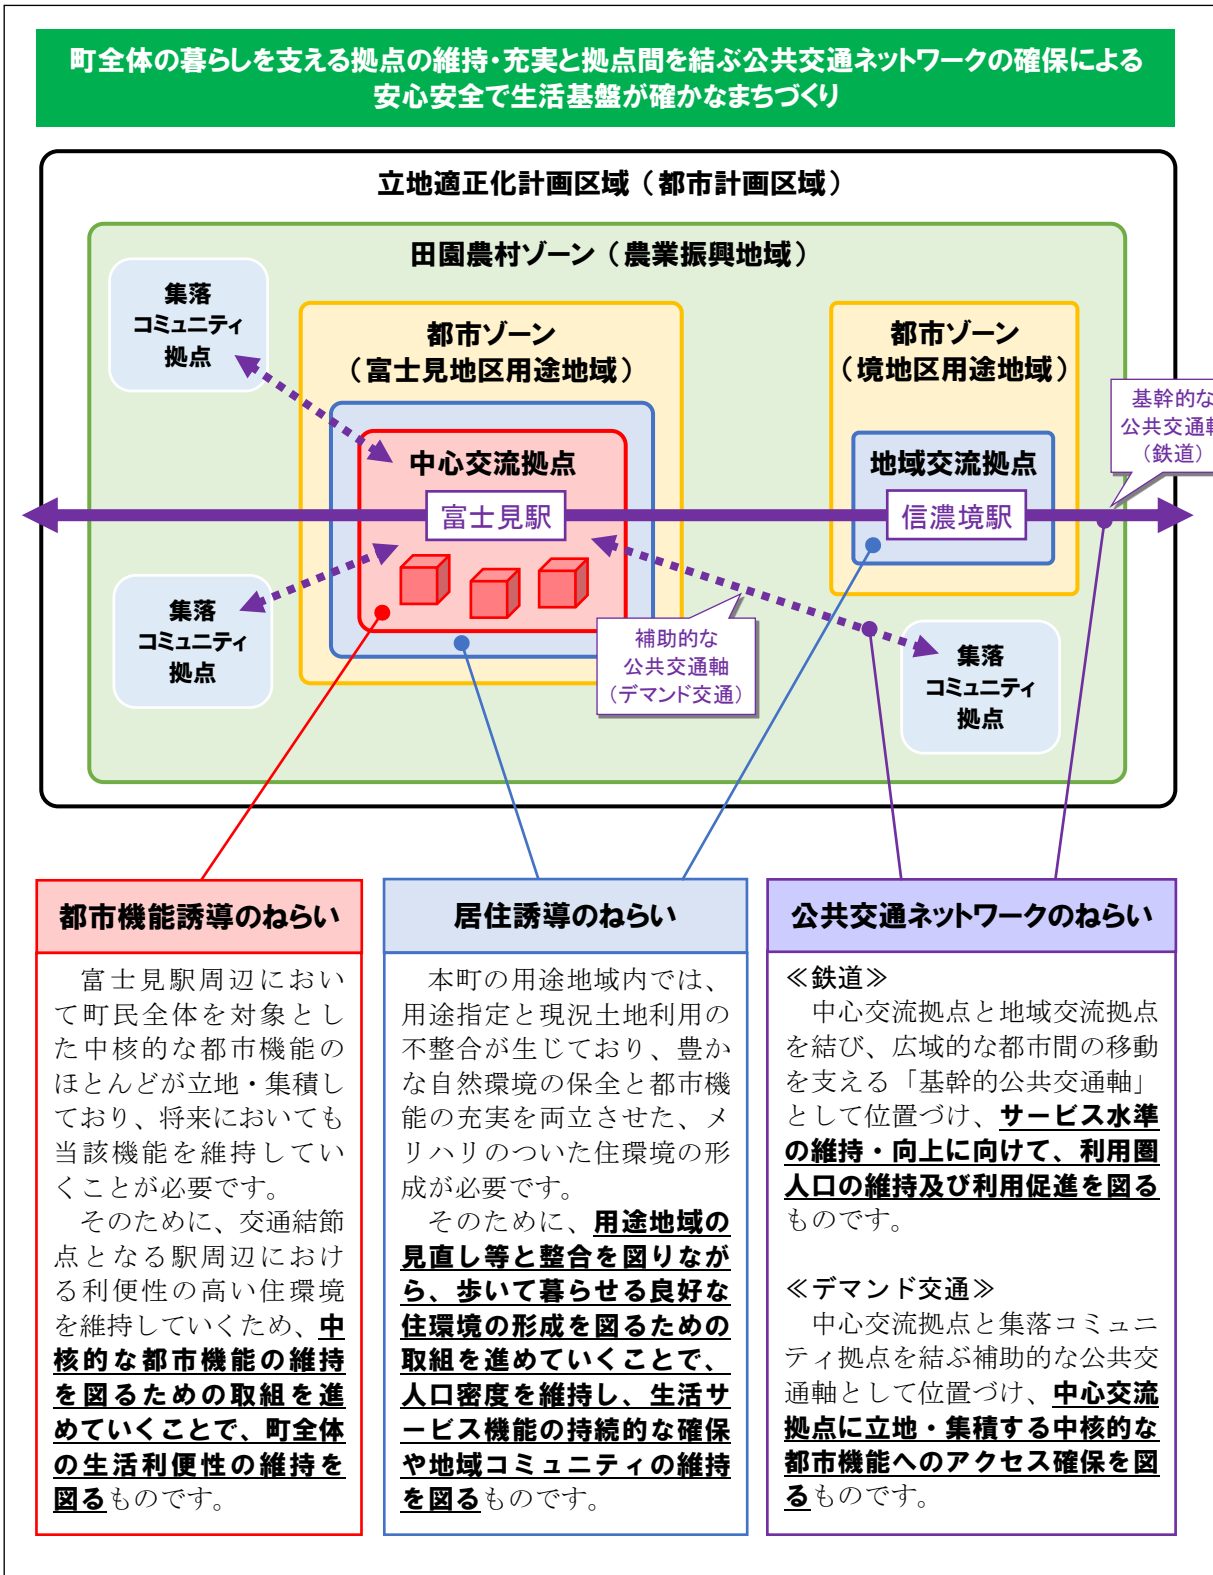 町全体の暮らしを支える拠点の維持・充実と拠点間を結ぶ公共交通ネットワークの確保による
安心安全で生活基盤が確かなまちづくり
立地適正化計画区域（都市計画区域）
田園農村ゾーン（農業振興地域）
集落
コミュニティ
拠点
都市ゾーン
（富士見地区用途地域）
都市ゾーン
（境地区用途地域）
基幹的な
公共交通軸
（鉄道）
中心交流拠点
地域交流拠点
富士見駅
信濃境駅
集落
コミュニティ
拠点
補助的な
公共交通軸
（デマンド交通）
集落
コミュニティ
拠点
都市機能誘導のねらい
富士見駅周辺におい
て町民全体を対象とし
た中核的な都市機能の
ほとんどが立地・集積し
ており、将来においても
当該機能を維持してい
くことが必要です。
そのために、交通結節
点となる駅周辺におけ
る利便性の高い住環境
を維持していくため、中
核的な都市機能の維持
を図るための取組を進
めていくことで、町全体
の生活利便性の維持を
図るものです。
居住誘導のねらい
本町の用途地域内では、
用途指定と現況土地利用の
不整合が生じており、豊か
な自然環境の保全と都市機
能の充実を両立させた、メ
リハリのついた住環境の形
成が必要です。
そのために、用途地域の
見直し等と整合を図りなが
ら、歩いて暮らせる良好な
住環境の形成を図るための
取組を進めていくことで、
人口密度を維持し、生活サ
ービス機能の持続的な確保
や地域コミュニティの維持
を図るものです。
公共交通ネットワークのねらい
≪鉄道≫
中心交流拠点と地域交流拠点
を結び、広域的な都市間の移動
を支える「基幹的公共交通軸」
として位置づけ、サービス水準
の維持・向上に向けて、利用圏
人口の維持及び利用促進を図る
ものです。
≪デマンド交通≫
中心交流拠点と集落コミュニ
ティ拠点を結ぶ補助的な公共交
通軸として位置づけ、中心交流
拠点に立地・集積する中核的な
都市機能へのアクセス確保を図
るものです。